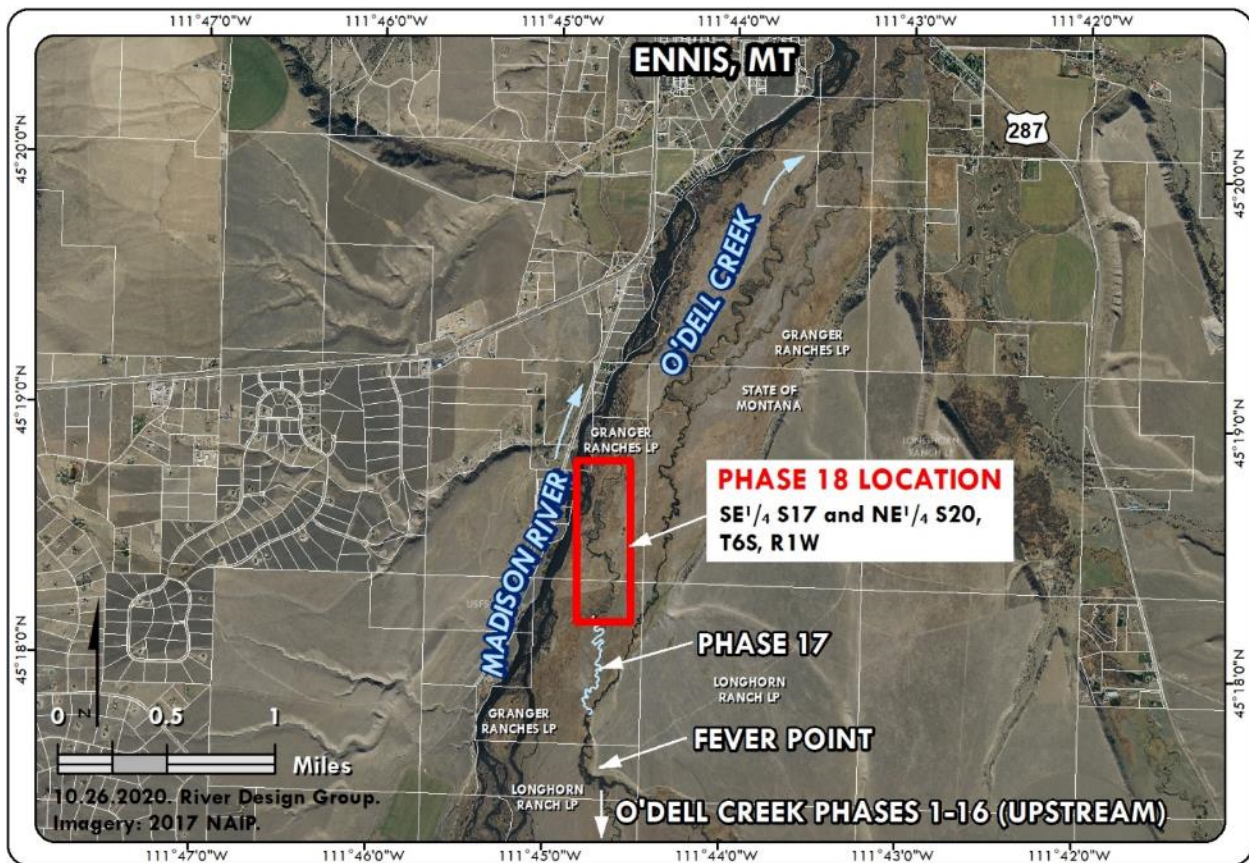 111°47'0"W
111°46'0"W
111°45'0"W
111°44'0"W
111°43'0"W
111°42'0"W
ENNIS, MT
287
45°20'0"N
45°20'0"N
O'DELL CREEK
GRANGER
RANCHES LP
STATE OF
MONTANA
45°19'0"N
45°19'0"N
GRANGER
RANCHES LP
LONGHORN
RANCH LP
MADISON RIVER
PHASE 18 LOCATION
SE¹/₄ S17 and NE¹/₄ S20,
T6S, R1W
USFS
45°18'0"N
45°18'0"N
PHASE 17
LONGHORN
RANCH LP
GRANGER
RANCHES LP
FEVER POINT
N
0 0.5 1
Miles
LONGHORN
RANCH LP
O'DELL CREEK PHASES 1-16 (UPSTREAM)
10.26.2020. River Design Group.
Imagery: 2017 NAIP.
111°47'0"W
111°45'0"W
111°44'0"W
111°43'0"W
111°42'0"W